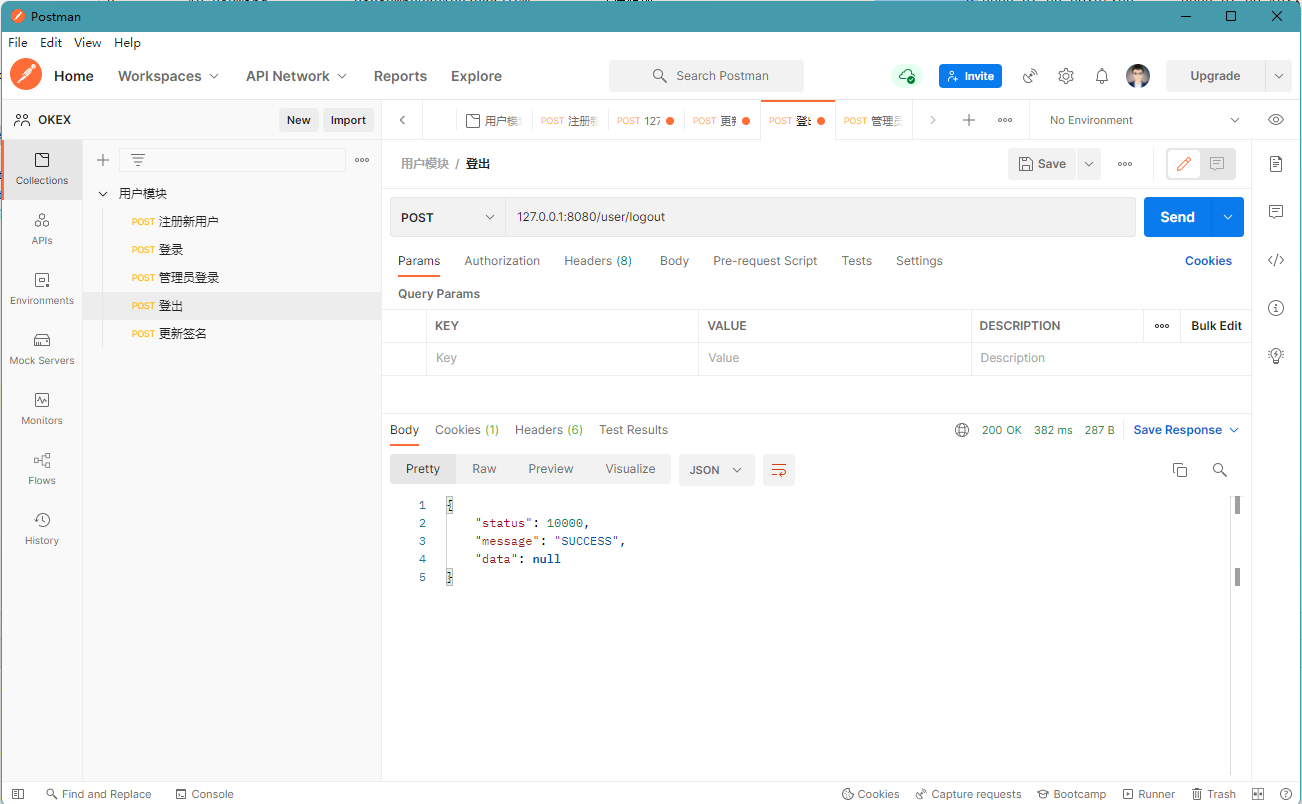 Postman
File Edit View Help
Home Workspaces API Network Reports Explore Search Postman Invite Upgrade
OKEX New Import
用户模 POST 注册新 POST 127 POST 更新 POST 登出 POST 管理员 No Environment
Collections
APIs
Environments
Mock Servers
Monitors
Flows
History
用户模块
POST 注册新用户
POST 登录
POST 管理员登录
POST 登出
POST 更新签名
用户模块 / 登出 Save
POST 127.0.0.1:8080/user/logout Send
Params Authorization Headers (8) Body Pre-request Script Tests Settings Cookies
Query Params
KEY VALUE DESCRIPTION Bulk Edit
Key Value Description
Body Cookies (1) Headers (6) Test Results 200 OK 382 ms 287 B Save Response
Pretty Raw Preview Visualize JSON
1 {
2 "status": 10000,
3 "message": "SUCCESS",
4 "data": null
5 }
Find and Replace Console Cookies Capture requests Bootcamp Runner Trash